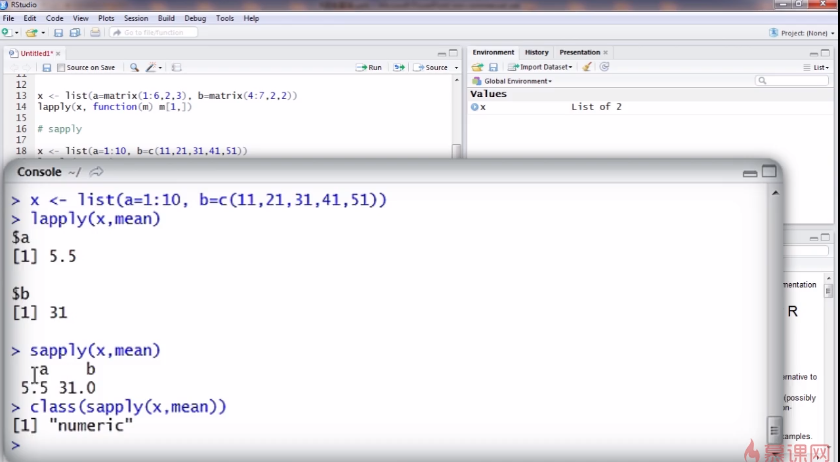 RStudio
File Edit Code View Plots Session Build Debug Tools Help
Go to file/function
Project: (None)
Untitled1*
Source on Save
Run
Source
11
12
13 x <- list(a=matrix(1:6,2,3), b=matrix(4:7,2,2))
14 lapply(x, function(m) m[1,])
15
16 # sapply
18 x <- list(a=1:10, b=c(11,21,31,41,51))
Environment History Presentation
Import Dataset
List
Global Environment
Values
x List of 2
Console ~/
> x <- list(a=1:10, b=c(11,21,31,41,51))
> lapply(x,mean)
$a
[1] 5.5
$b
[1] 31
> sapply(x,mean)
a b
5.5 31.0
> class(sapply(x,mean))
[1] "numeric"
>
mentation
R
ternative to
(possibly
on-
xamples.
慕课网